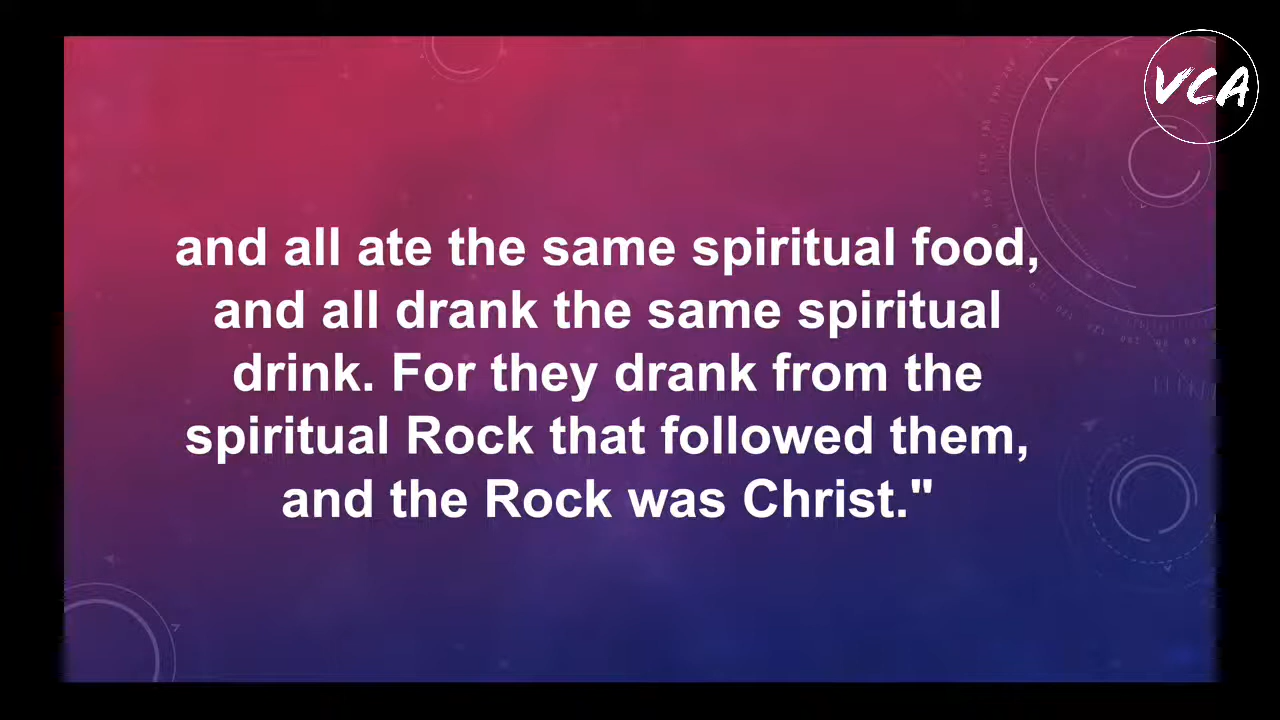 VCA
and all ate the same spiritual food,
and all drank the same spiritual
drink. For they drank from the
spiritual Rock that followed them,
and the Rock was Christ."